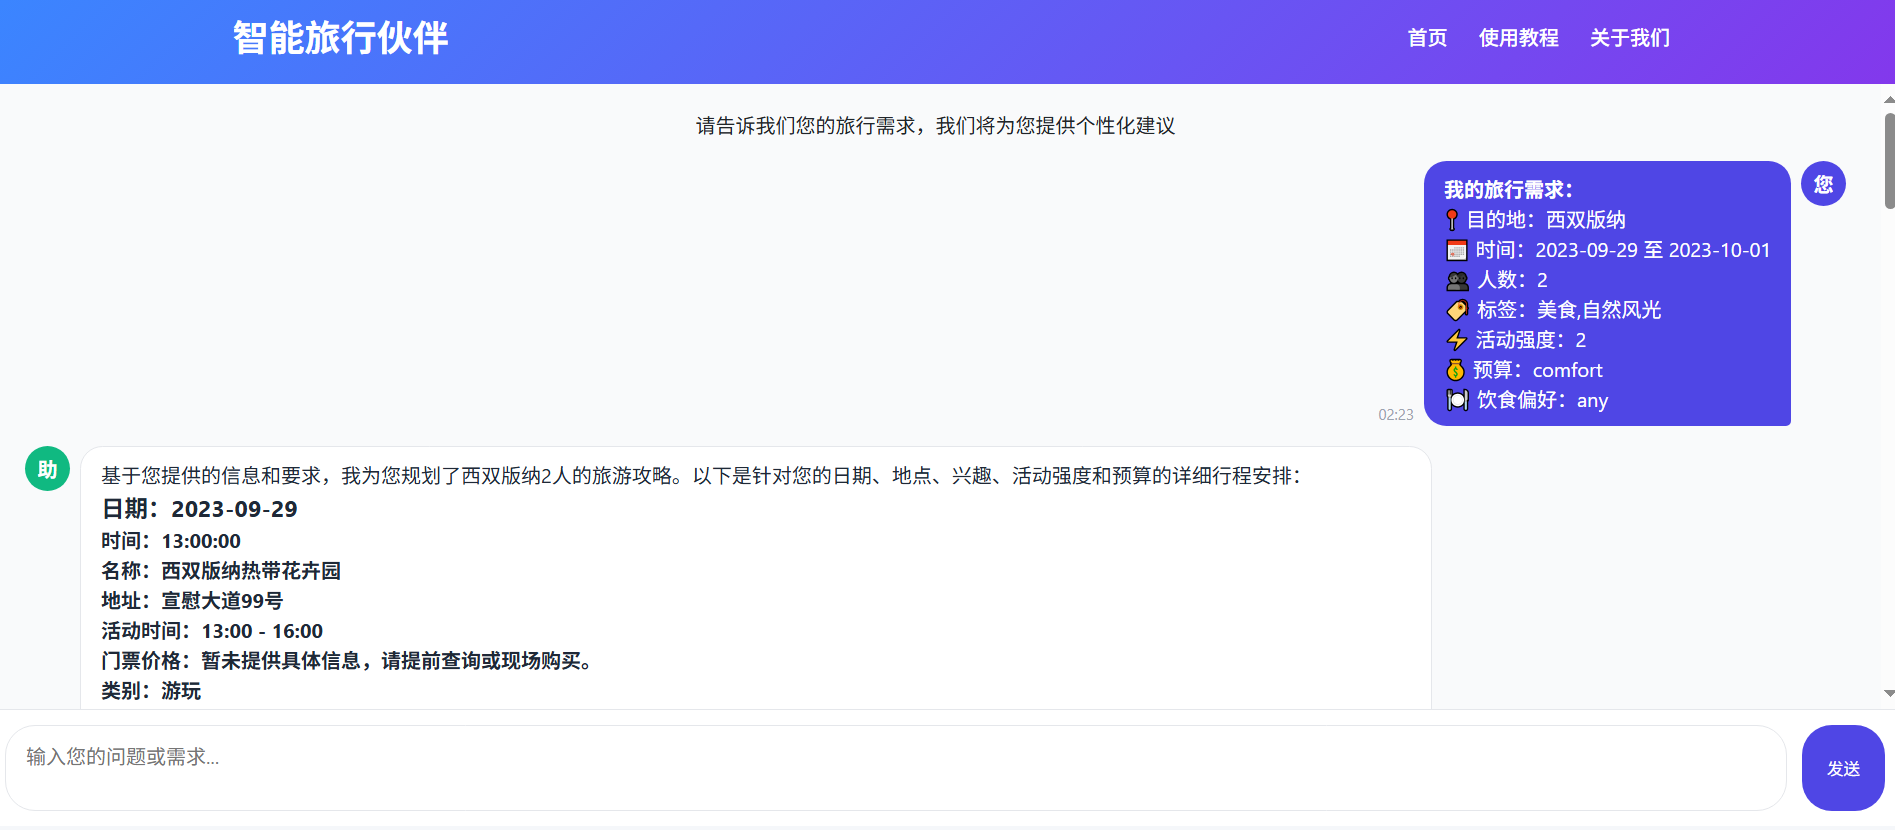 智能旅行伙伴
首页 使用教程 关于我们
请告诉我们您的旅行需求，我们将为您提供个性化建议
您
我的旅行需求：
目的地：西双版纳
时间：2023-09-29 至 2023-10-01
人数：2
标签：美食,自然风光
活动强度：2
预算：comfort
饮食偏好：any
02:23
助
基于您提供的信息和要求，我为您规划了西双版纳2人的旅游攻略。以下是针对您的日期、地点、兴趣、活动强度和预算的详细行程安排：
日期：2023-09-29
时间：13:00:00
名称：西双版纳热带花卉园
地址：宣慰大道99号
活动时间：13:00 - 16:00
门票价格：暂未提供具体信息，请提前查询或现场购买。
类别：游玩
输入您的问题或需求...
发送